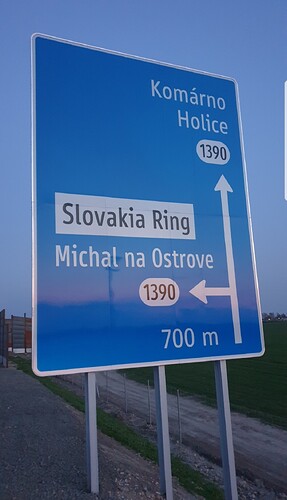 Komárno
Holice
1390
Slovakia Ring
Michal na Ostrove
1390
700 m